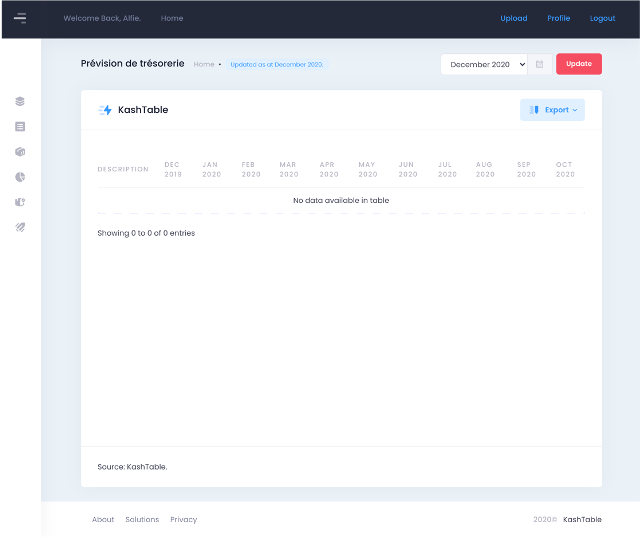 Welcome Back, Alfie. Home Upload Profile Logout
Prévision de trésorerie Home • Updated as at December 2020. December 2020 Update
KashTable Export
DESCRIPTION DEC 2019 JAN 2020 FEB 2020 MAR 2020 APR 2020 MAY 2020 JUN 2020 JUL 2020 AUG 2020 SEP 2020 OCT 2020
No data available in table
Showing 0 to 0 of 0 entries
Source: KashTable.
About Solutions Privacy 2020© KashTable